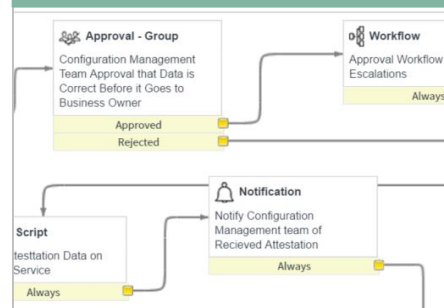 Approval - Group
Configuration Management
Team Approval that Data is
Correct Before it Goes to
Business Owner
Approved
Rejected
Workflow
Approval Workflow
Escalations
Always
Script
testtation Data on
Service
Always
Notification
Notify Configuration
Management team of
Recieved Attestation
Always